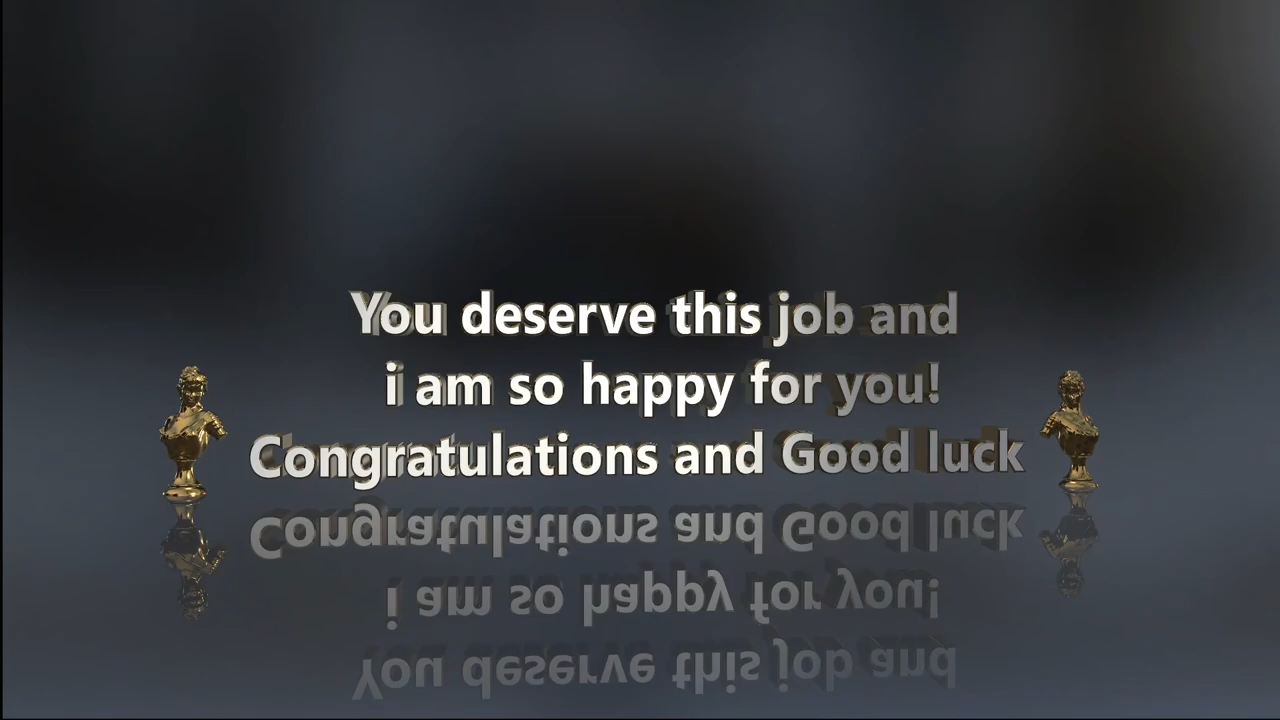 You deserve this job and
i am so happy for you!
Congratulations and Good luck